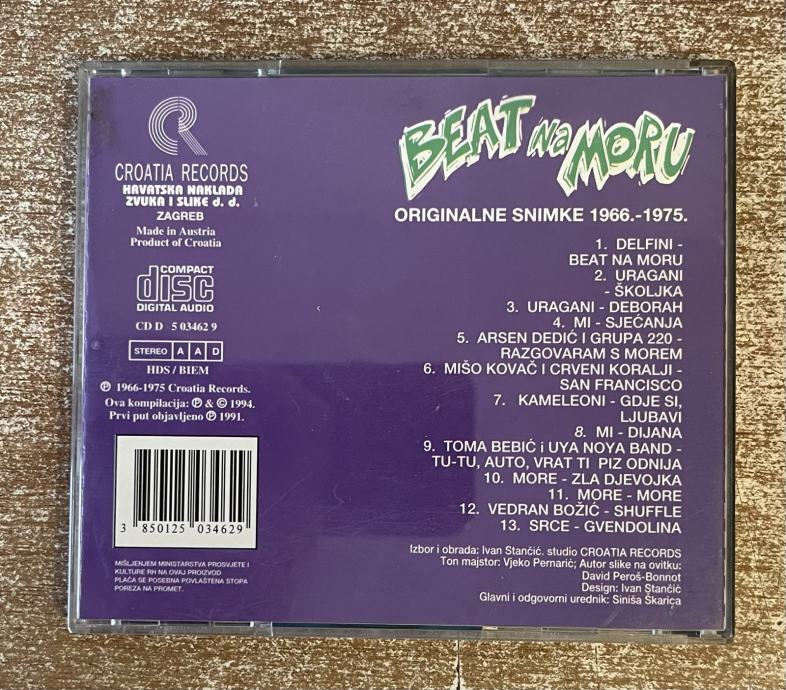 CROATIA RECORDS
HRVATSKA NAKLADA
ZVUKA I SLIKE d. d.
ZAGREB
Made in Austria
Product of Croatia
COMPACT
disc
DIGITAL AUDIO
CD D 5 03462 9
STEREO A A D
HDS / BIEM
℗ 1966-1975 Croatia Records.
Ova kompilacija: ℗ & © 1994.
Prvi put objavljeno ℗ 1991.
3 850125 034629
MIŠLJENJEM MINISTARSTVA PROSVJETE I
KULTURE RH NA OVAJ PROIZVOD
PLAĆA SE POSEBNA POVLAŠTENA STOPA
POREZA NA PROMET.
BEAT Na MORU
ORIGINALNE SNIMKE 1966.-1975.
1. DELFINI -
BEAT NA MORU
2. URAGANI
- ŠKOLJKA
3. URAGANI - DEBORAH
4. MI - SJEĆANJA
5. ARSEN DEDIĆ I GRUPA 220 -
RAZGOVARAM S MOREM
6. MIŠO KOVAČ I CRVENI KORALJI -
SAN FRANCISCO
7. KAMELEONI - GDJE SI,
LJUBAVI
8. MI - DIJANA
9. TOMA BEBIĆ i UYA NOYA BAND -
TU-TU, AUTO, VRAT TI PIZ ODNIJA
10. MORE - ZLA DJEVOJKA
11. MORE - MORE
12. VEDRAN BOŽIĆ - SHUFFLE
13. SRCE - GVENDOLINA
Izbor i obrada: Ivan Stančić. studio CROATIA RECORDS
Ton majstor: Vjeko Pernarić; Autor slike na ovitku:
David Peroš-Bonnot
Design: Ivan Stančić
Glavni i odgovorni urednik: Siniša Škarica